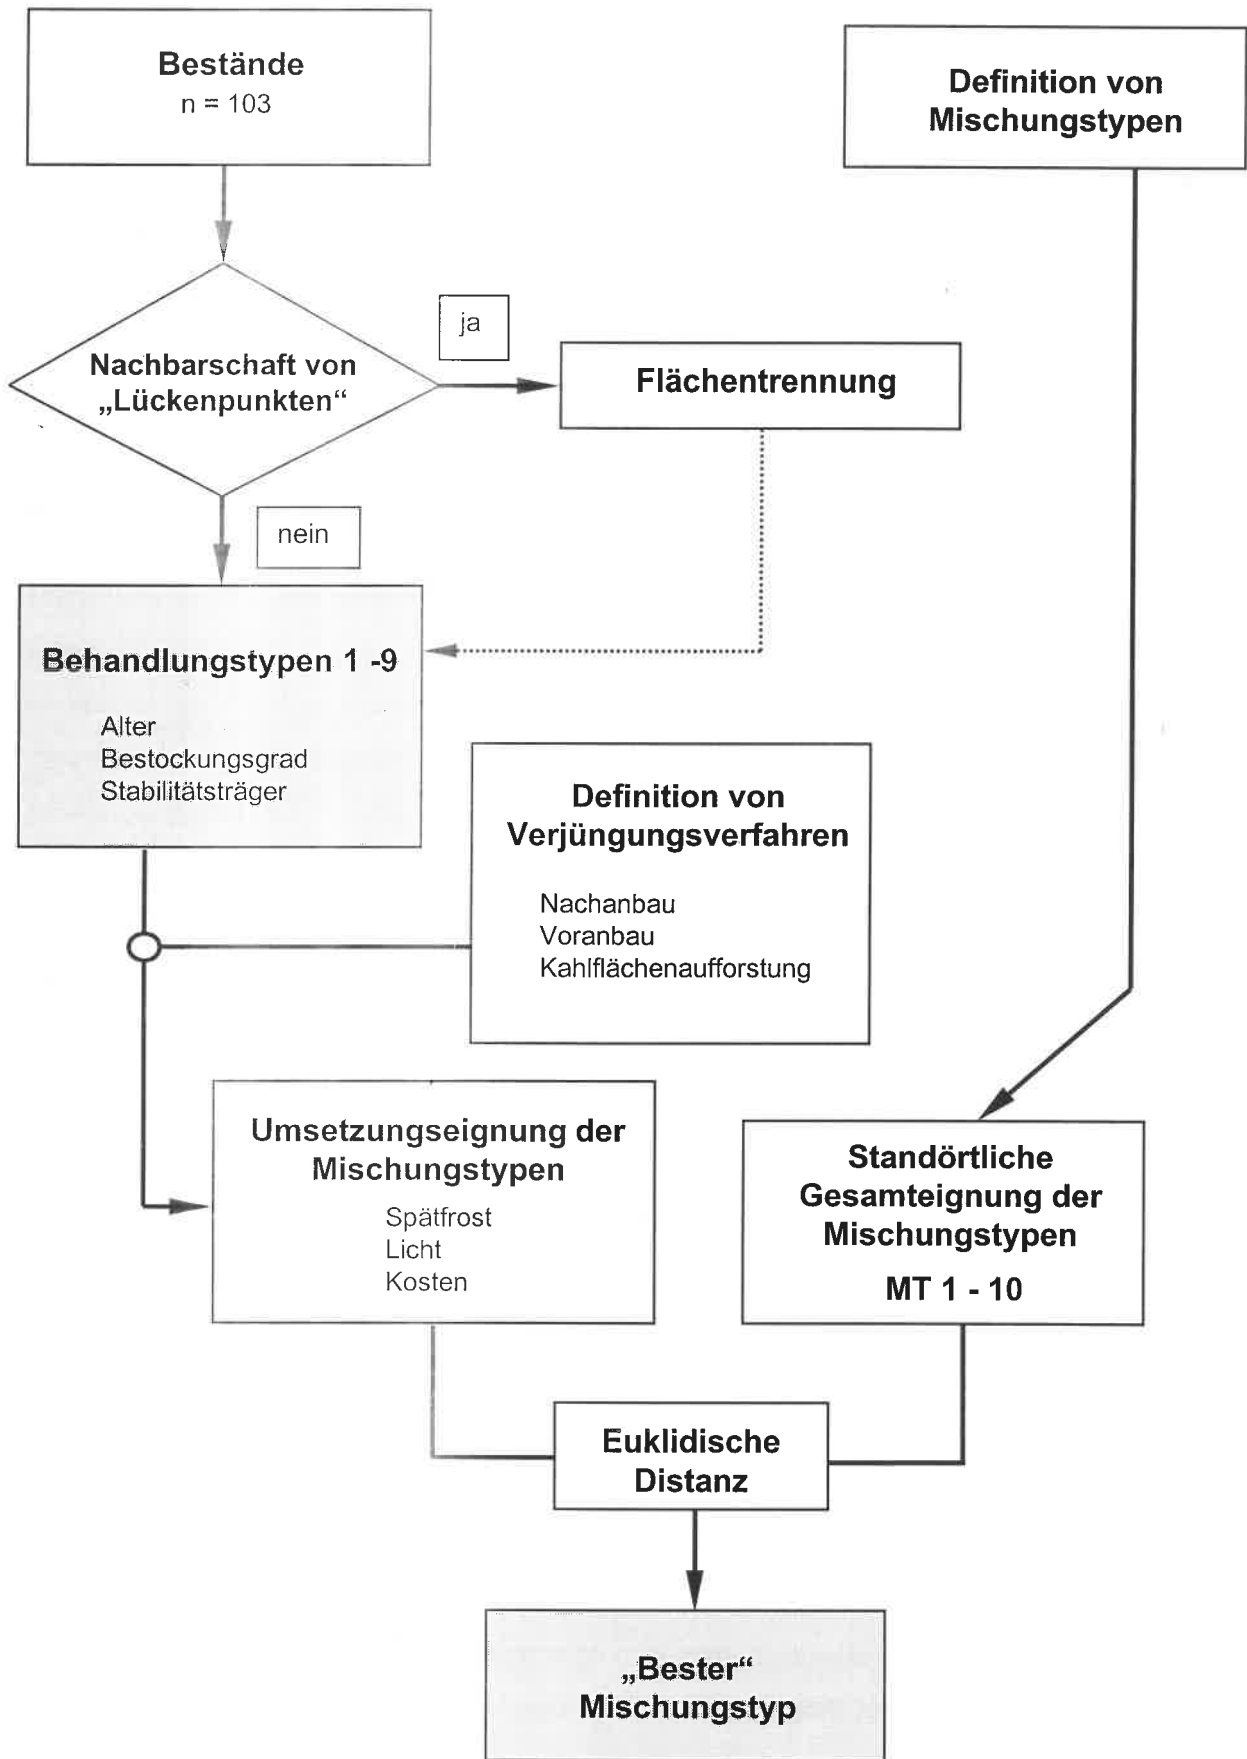 Bestände
n = 103
Definition von
Mischungstypen
ja
Nachbarschaft von
„Lückenpunkten“
Flächentrennung
nein
Behandlungstypen 1 -9
Alter
Bestockungsgrad
Stabilitätsträger
Definition von
Verjüngungsverfahren
Nachanbau
Voranbau
Kahlflächenaufforstung
Umsetzungseignung der
Mischungstypen
Spätfrost
Licht
Kosten
Standörtliche
Gesamteignung der
Mischungstypen
MT 1 - 10
Euklidische
Distanz
„Bester“
Mischungstyp